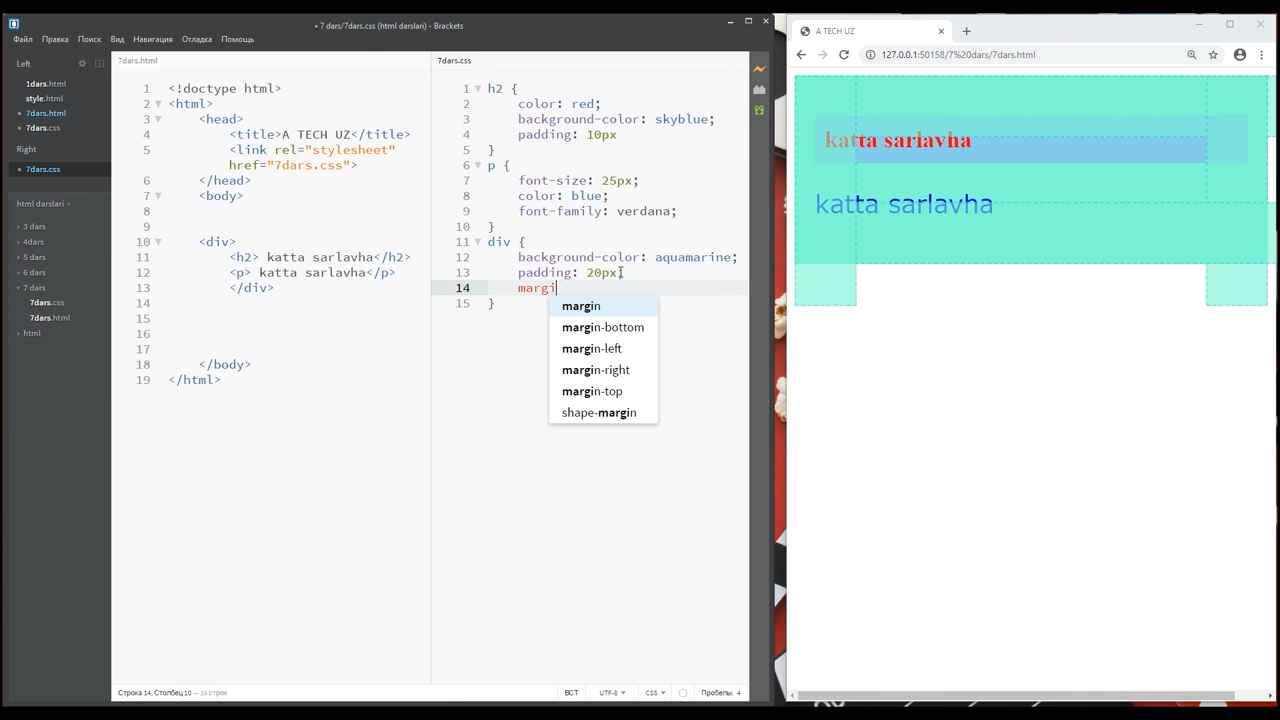 • 7 dars/7dars.css (html darslari) - Brackets
Файл Правка Поиск Вид Навигация Отладка Помощь
Left
1dars.html
style.html
7dars.html
7dars.css
Right
7dars.css
html darslari
3 dars
4dars
5 dars
6 dars
7 dars
7dars.css
7dars.html
html
7dars.html
1 <!doctype html>
2 <html>
3 <head>
4 <title>A TECH UZ</title>
5 <link rel="stylesheet"
href="7dars.css">
6 </head>
7 <body>
8
9
10 <div>
11 <h2> katta sarlavha</h2>
12 <p> katta sarlavha</p>
13 </div>
14
15
16
17
18 </body>
19 </html>
7dars.css
1 h2 {
2 color: red;
3 background-color: skyblue;
4 padding: 10px
5 }
6 p {
7 font-size: 25px;
8 color: blue;
9 font-family: verdana;
10 }
11 div {
12 background-color: aquamarine;
13 padding: 20px;
14 margi
15 }
margin
margin-bottom
margin-left
margin-right
margin-top
shape-margin
Строка 14, Столбец 10 — 15 строк
ВСТ UTF-8 CSS Пробелы: 4
A TECH UZ
127.0.0.1:50158/7%20dars/7dars.html
katta sarlavha
katta sarlavha